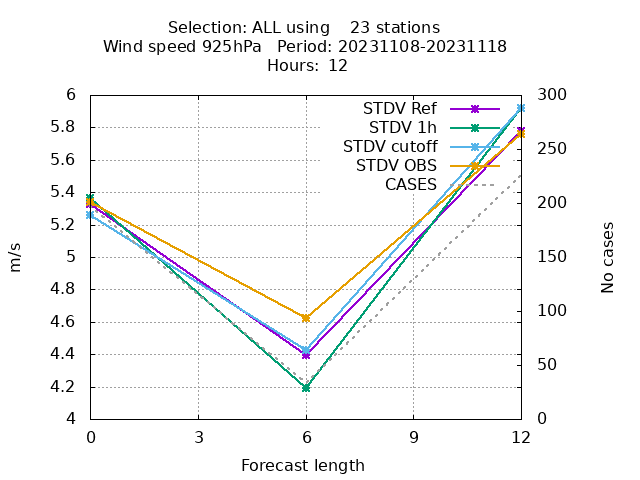 Selection: ALL using    23 stations
Wind speed 925hPa   Period: 20231108-20231118
Hours:  12
STDV Ref
STDV 1h
STDV cutoff
STDV OBS
CASES
6
5.8
5.6
5.4
5.2
5
4.8
4.6
4.4
4.2
4
300
250
200
150
100
50
0
m/s
No cases
0 3 6 9 12
Forecast length